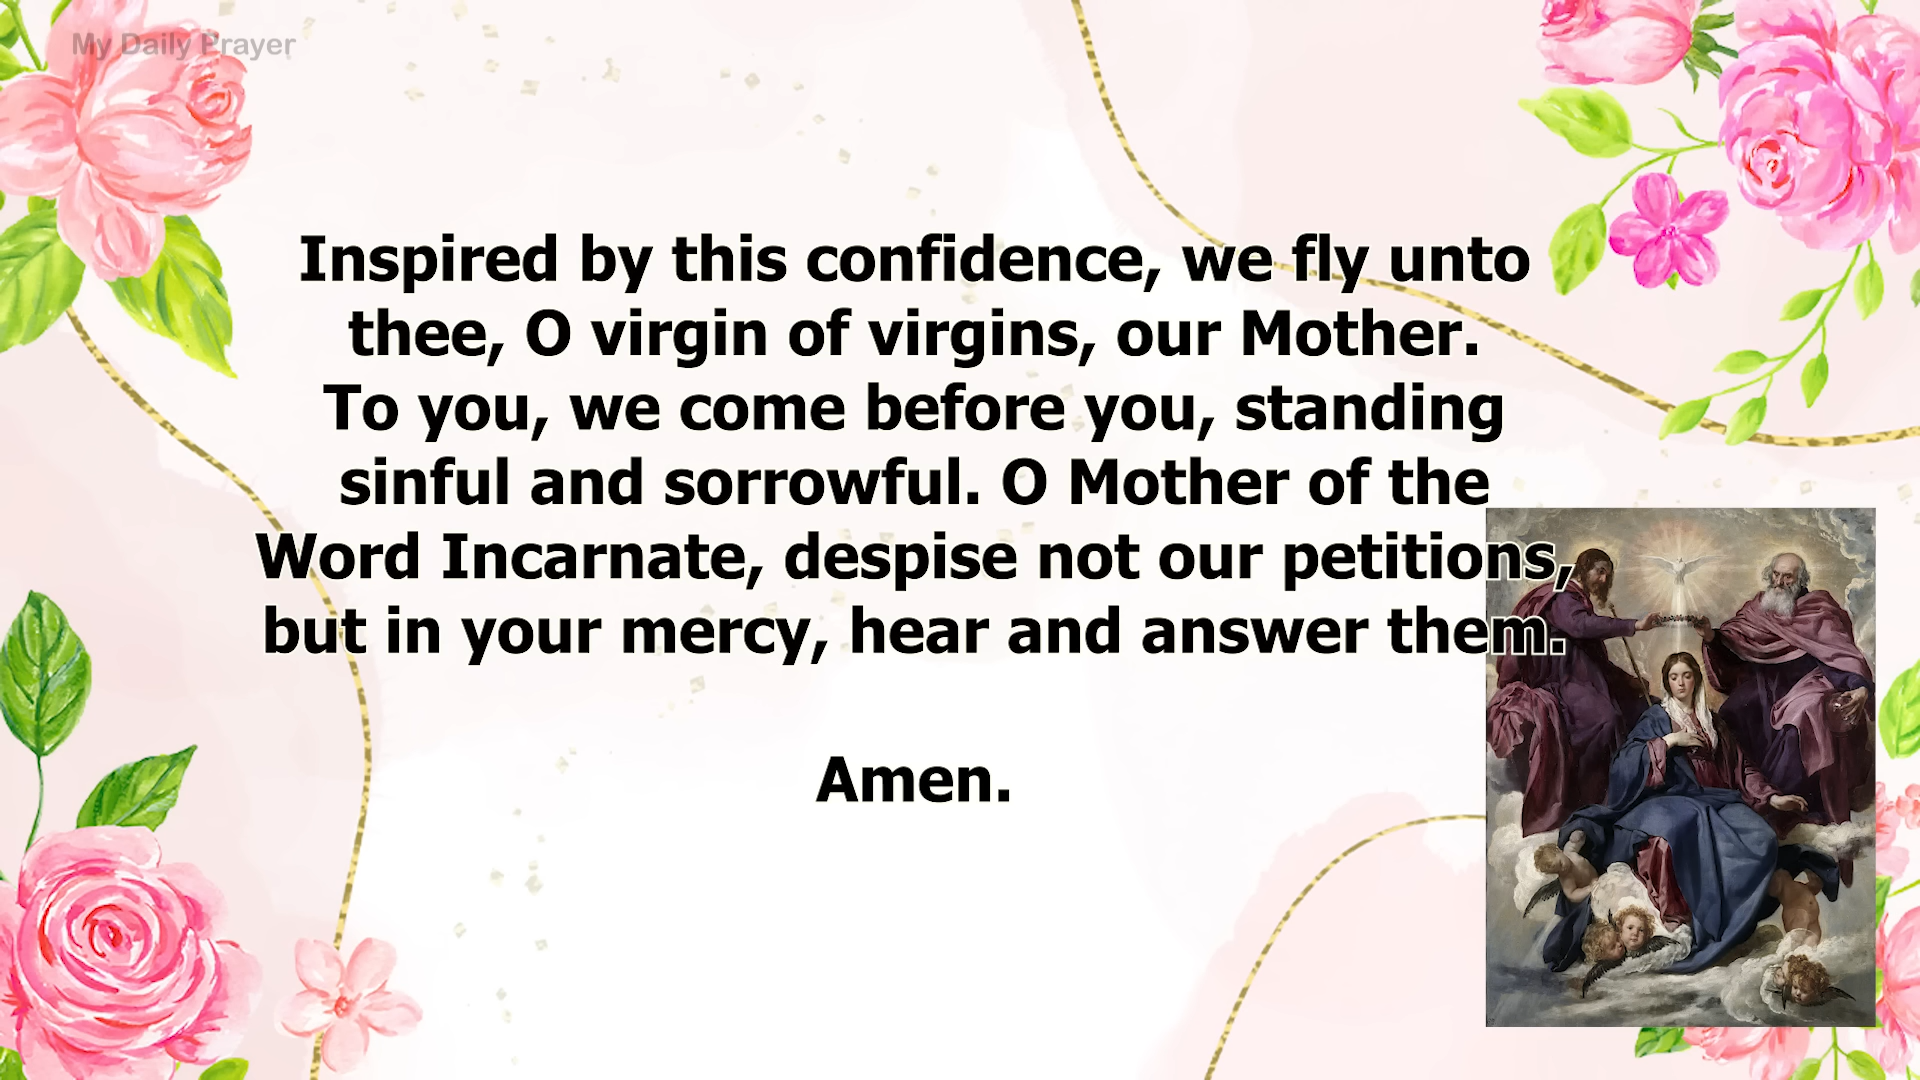 My Daily Prayer
Inspired by this confidence, we fly unto
thee, O virgin of virgins, our Mother.
To you, we come before you, standing
sinful and sorrowful. O Mother of the
Word Incarnate, despise not our petitions,
but in your mercy, hear and answer them.
Amen.